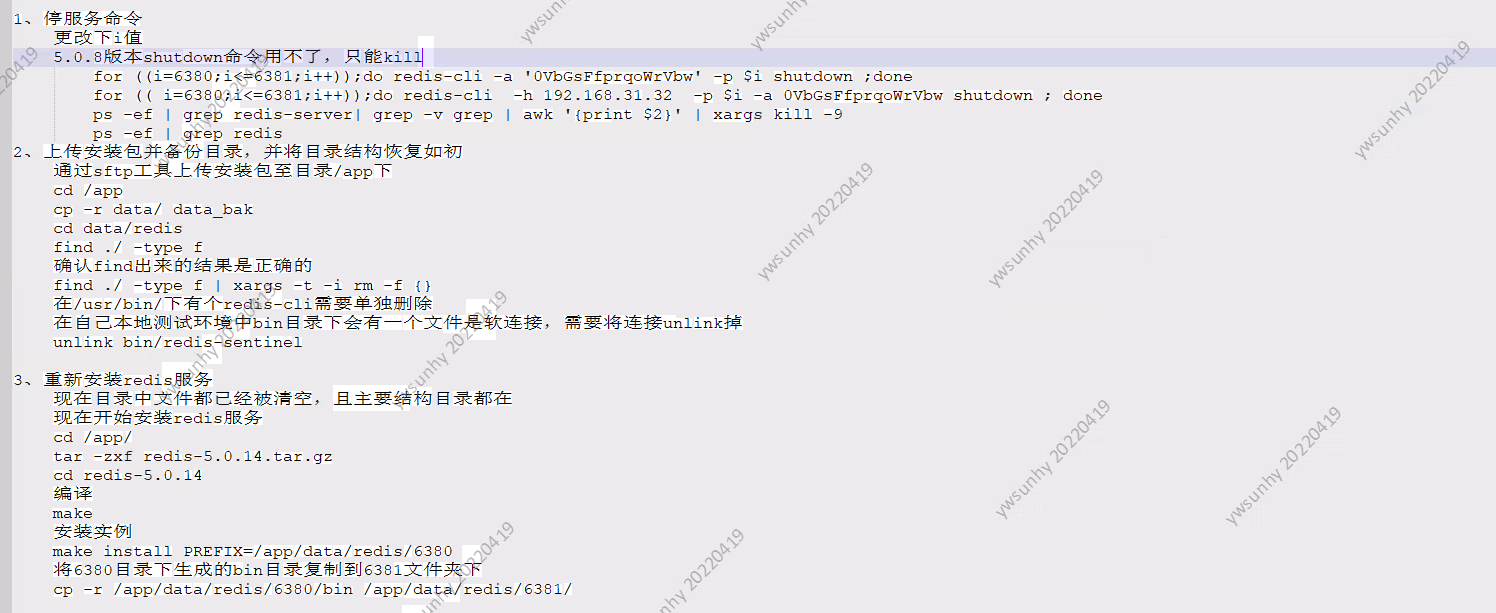 1、停服务命令
更改下i值
5.0.8版本shutdown命令用不了，只能kill
for ((i=6380;i<=6381;i++));do redis-cli -a '0VbGsFfprqoWrVbw' -p $i shutdown ;done
for (( i=6380;i<=6381;i++));do redis-cli  -h 192.168.31.32  -p $i -a 0VbGsFfprqoWrVbw shutdown ; done
ps -ef | grep redis-server| grep -v grep | awk '{print $2}' | xargs kill -9
ps -ef | grep redis
2、上传安装包并备份目录，并将目录结构恢复如初
通过sftp工具上传安装包至目录/app下
cd /app
cp -r data/ data_bak
cd data/redis
find ./ -type f
确认find出来的结果是正确的
find ./ -type f | xargs -t -i rm -f {}
在/usr/bin/下有个redis-cli需要单独删除
在自己本地测试环境中bin目录下会有一个文件是软连接，需要将连接unlink掉
unlink bin/redis-sentinel
3、重新安装redis服务
现在目录中文件都已经被清空，且主要结构目录都在
现在开始安装redis服务
cd /app/
tar -zxf redis-5.0.14.tar.gz
cd redis-5.0.14
编译
make
安装实例
make install PREFIX=/app/data/redis/6380
将6380目录下生成的bin目录复制到6381文件夹下
cp -r /app/data/redis/6380/bin /app/data/redis/6381/
ywsunhy 20220419